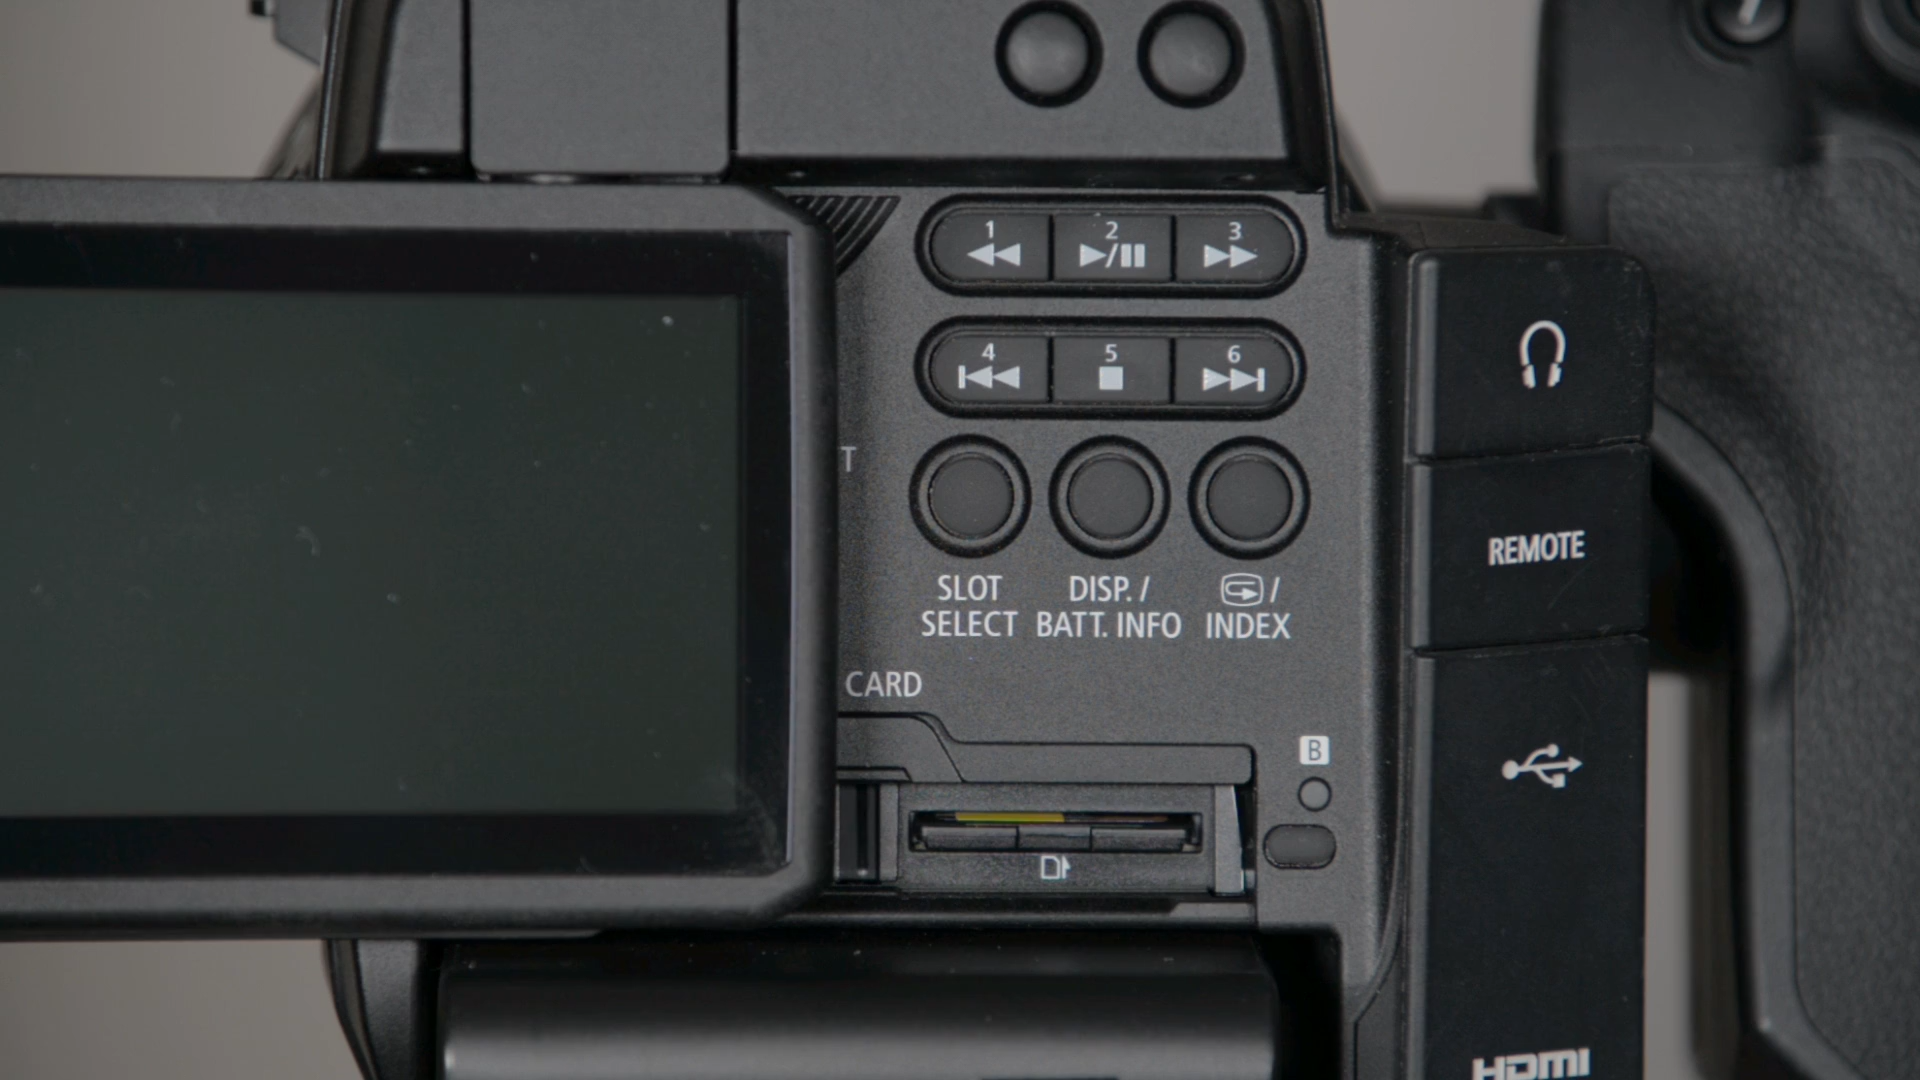 1 2 3
4 5 6
T
SLOT SELECT
DISP. / BATT. INFO
/ INDEX
CARD
B
REMOTE
HDMI